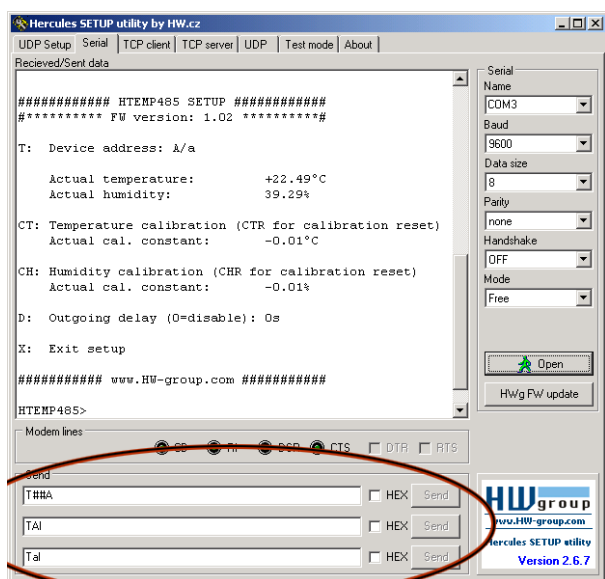 Hercules SETUP utility by HW.cz
UDP Setup Serial TCP client TCP server UDP Test mode About
Recieved/Sent data
############ HTEMP485 SETUP ############
#********** FW version: 1.02 **********#
T: Device address: A/a
Actual temperature: +22.49°C
Actual humidity: 39.29%
CT: Temperature calibration (CTR for calibration reset)
Actual cal. constant: -0.01°C
CH: Humidity calibration (CHR for calibration reset)
Actual cal. constant: -0.01%
D: Outgoing delay (0=disable): 0s
X: Exit setup
########### www.HW-group.com ###########
HTEMP485>
Serial
Name
COM3
Baud
9600
Data size
8
Parity
none
Handshake
OFF
Mode
Free
Open
HWg FW update
Modem lines
CD RI DSR CTS DTR RTS
Send
T##A HEX Send
TAI HEX Send
TaI HEX Send
HWgroup
www.HW-group.com
Hercules SETUP utility
Version 2.6.7